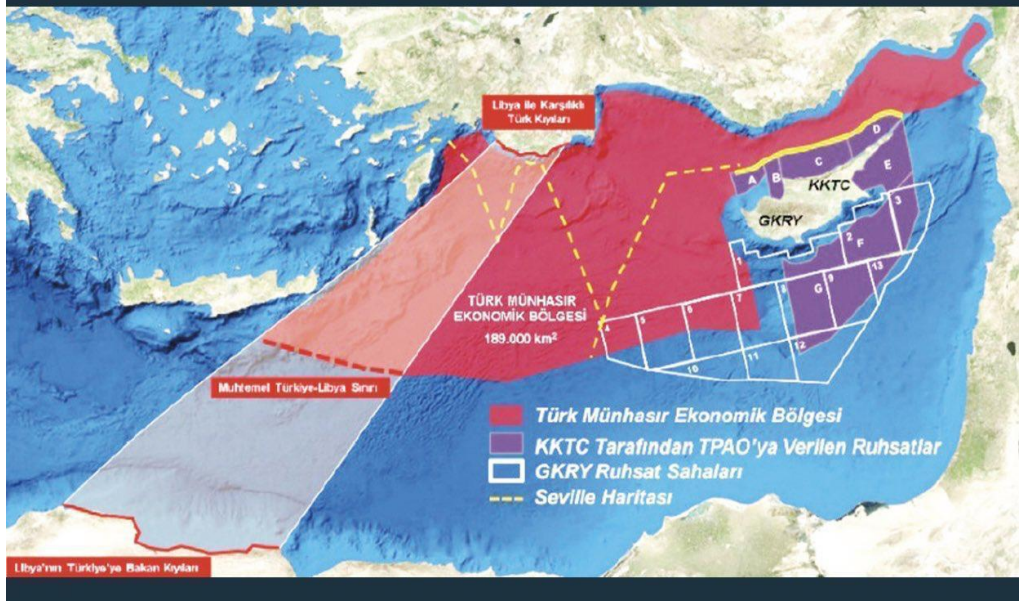 Libya ile Karşılıklı
Türk Kıyıları
A
B
C
D
E
KKTC
GKRY
3
2
F
1
13
9
8
G
7
TÜRK MÜNHASIR
EKONOMİK BÖLGESİ
189.000 km²
4
5
6
12
11
10
Muhtemel Türkiye-Libya Sınırı
Türk Münhasır Ekonomik Bölgesi
KKTC Tarafından TPAO'ya Verilen Ruhsatlar
GKRY Ruhsat Sahaları
Seville Haritası
Libya'nın Türkiye'ye Bakan Kıyıları